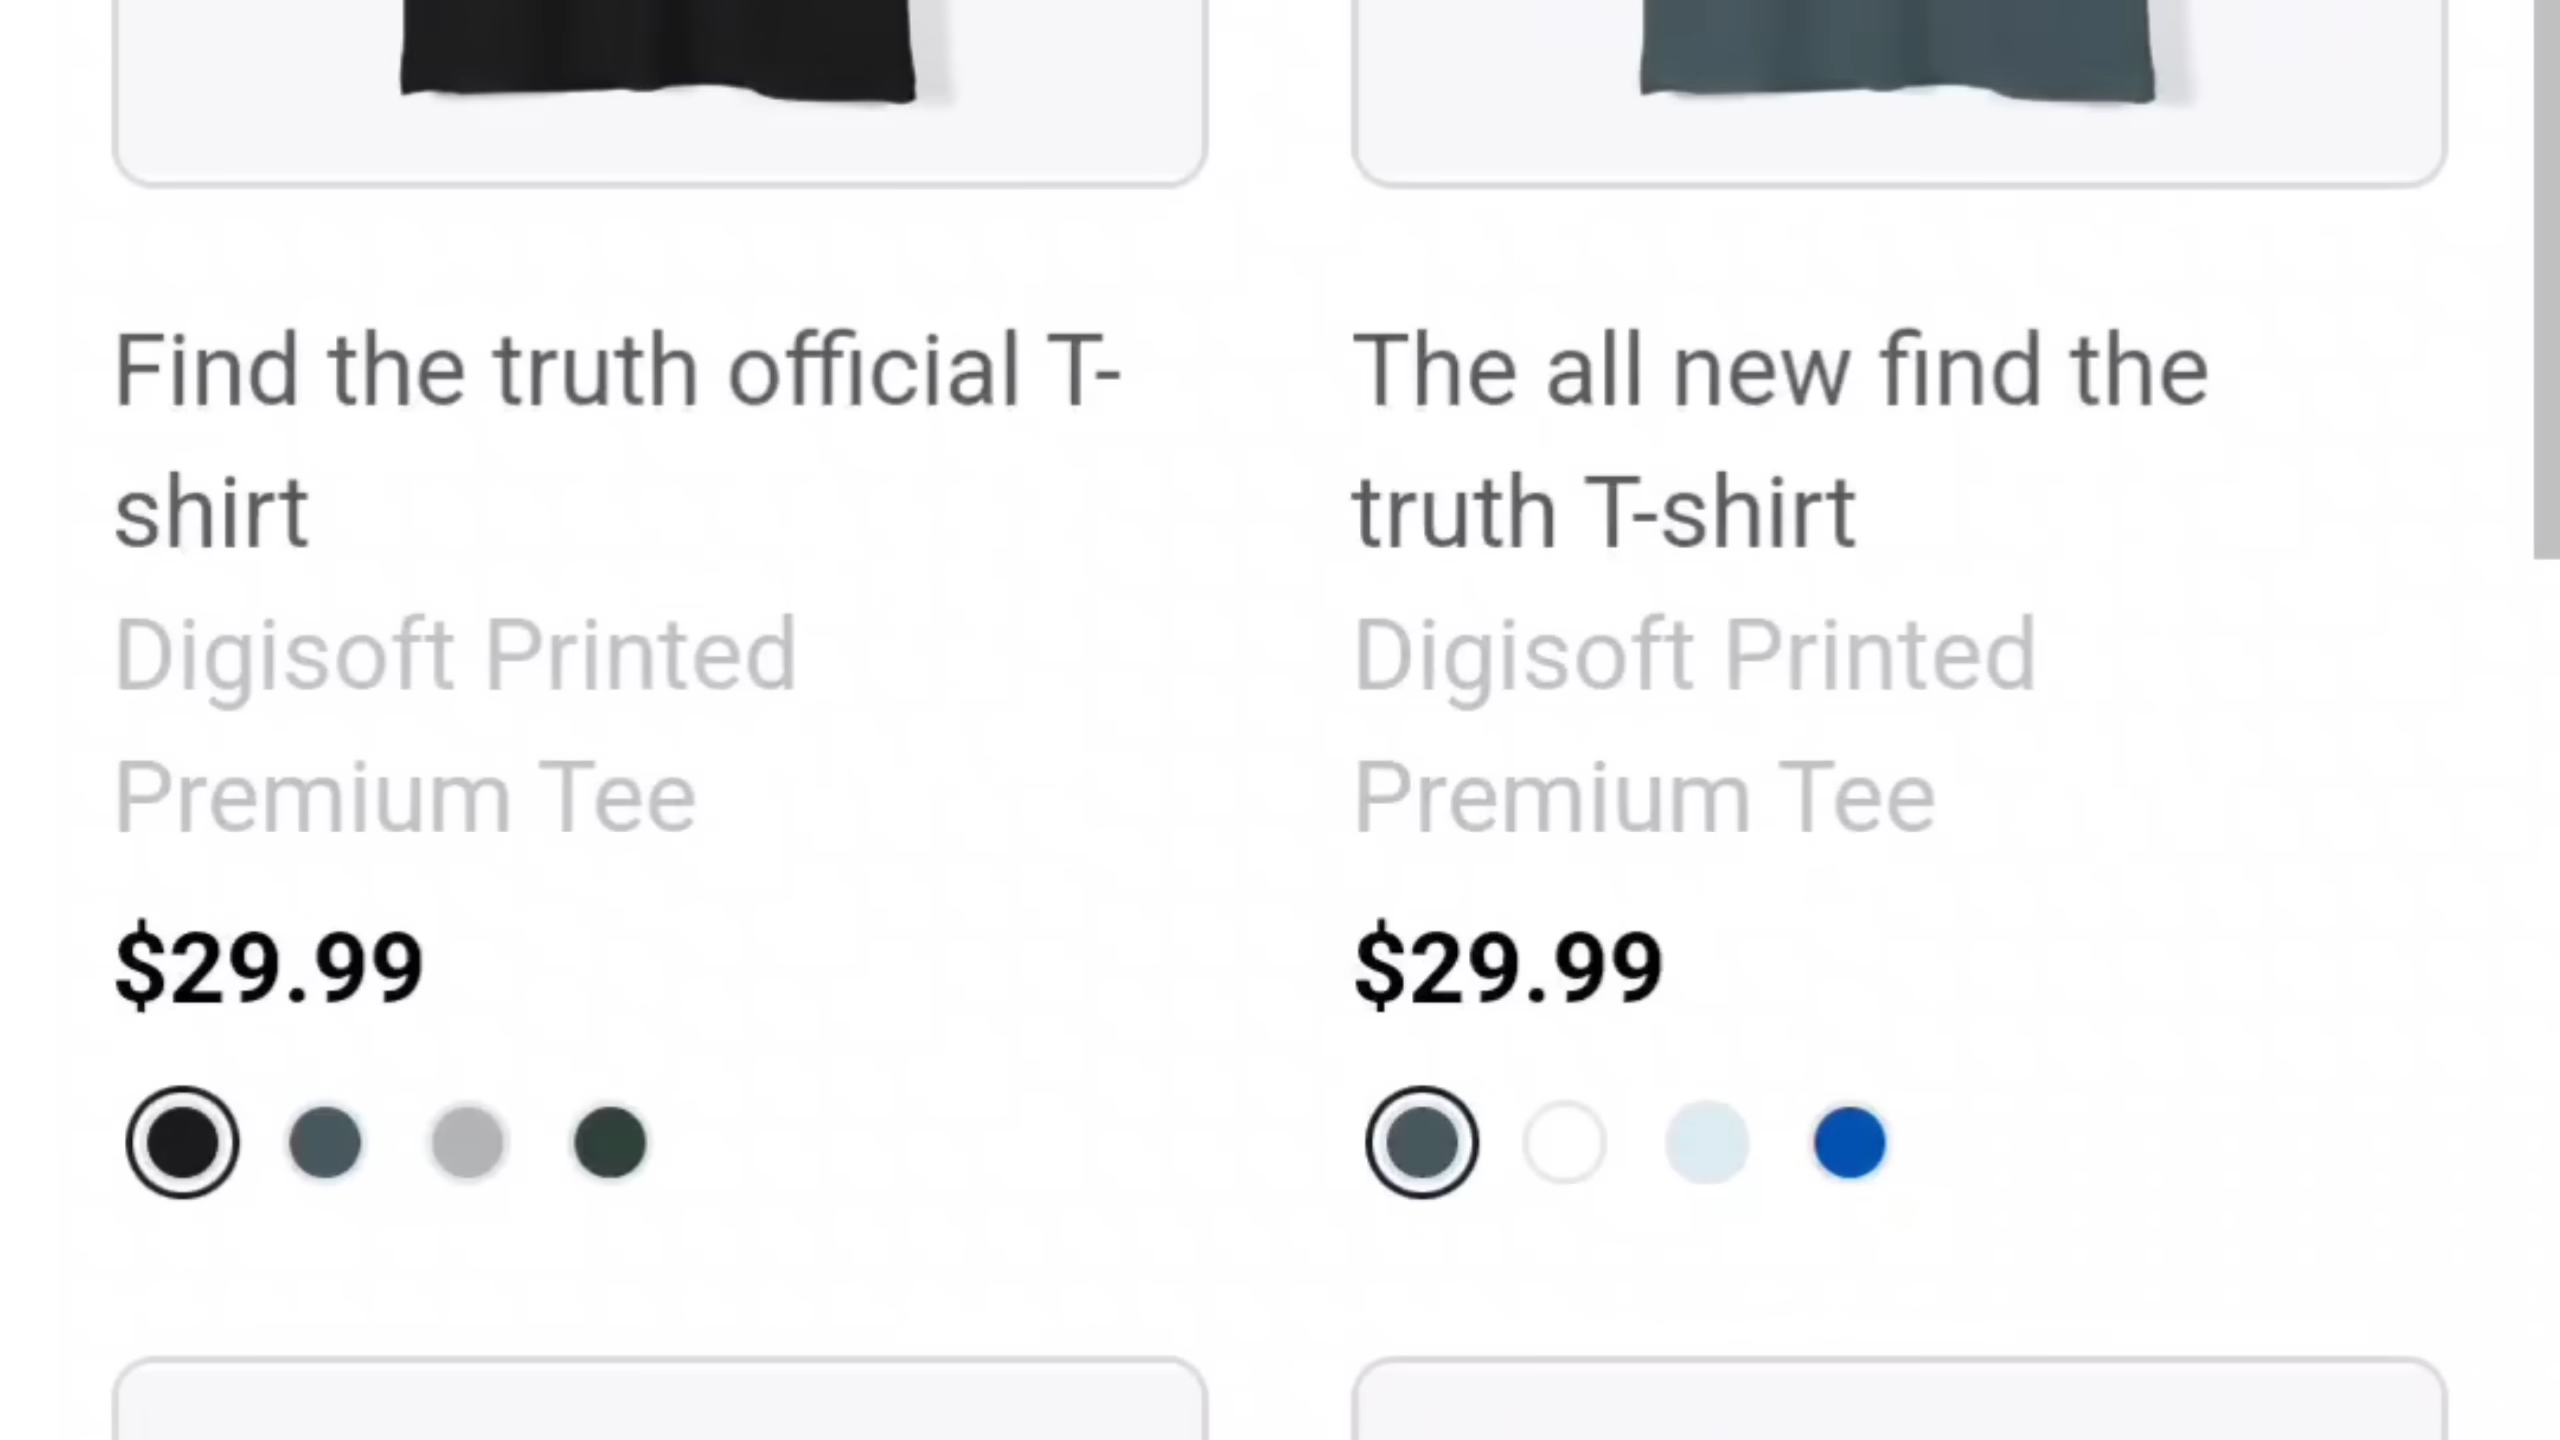 Find the truth official T-
shirt
Digisoft Printed
Premium Tee
$29.99
The all new find the
truth T-shirt
Digisoft Printed
Premium Tee
$29.99